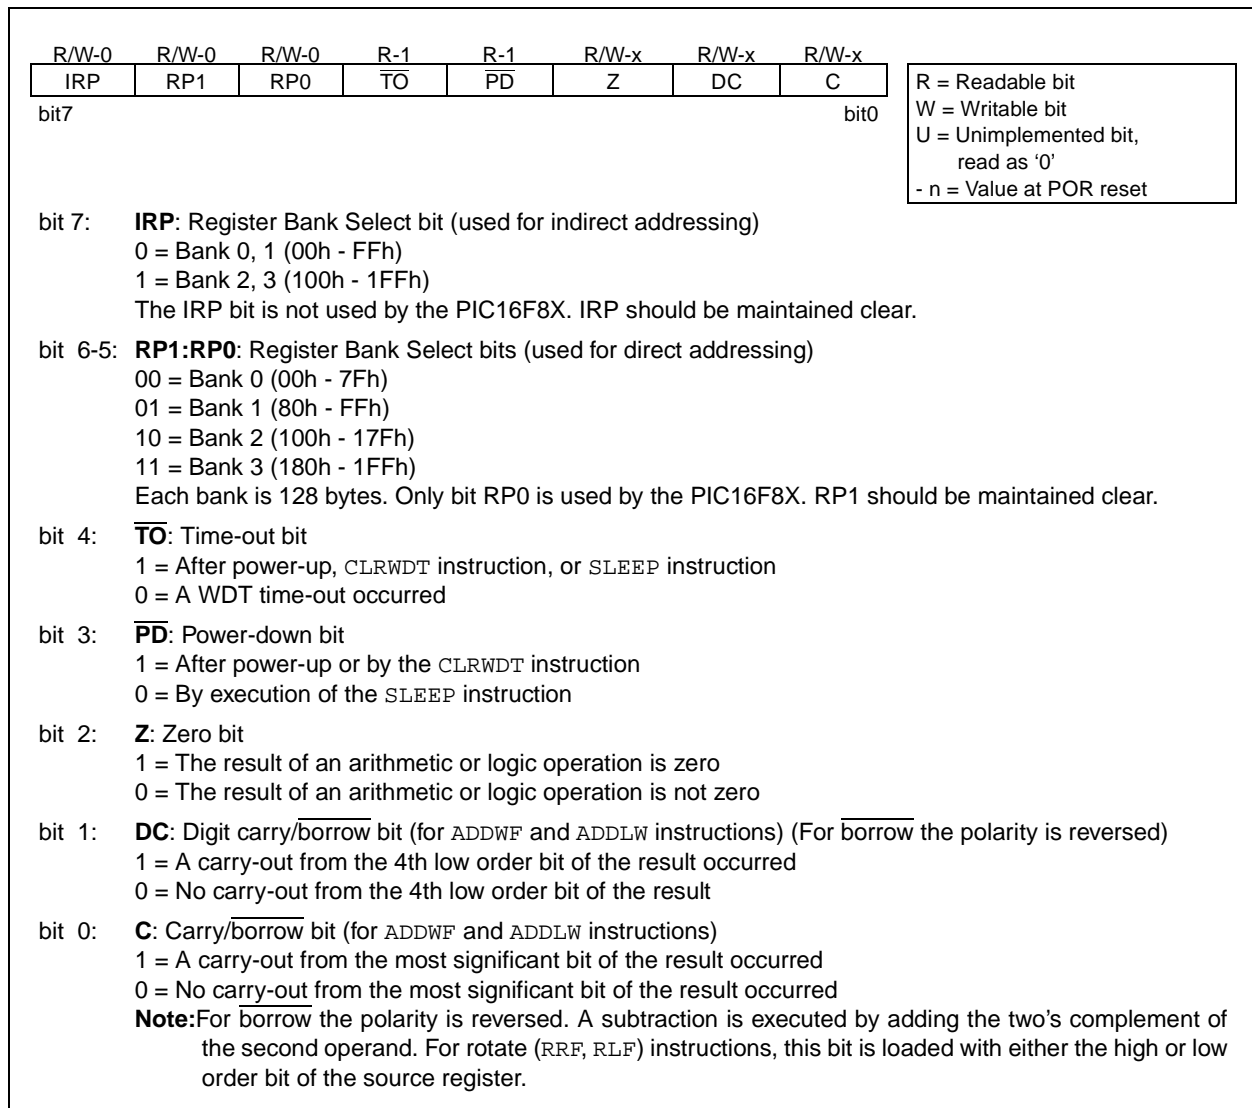 R/W-0 R/W-0 R/W-0 R-1 R-1 R/W-x R/W-x R/W-x
IRP RP1 RP0 T̅O̅ P̅D̅ Z DC C
bit7 bit0
R = Readable bit
W = Writable bit
U = Unimplemented bit,
read as ‘0’
- n = Value at POR reset
bit 7: IRP: Register Bank Select bit (used for indirect addressing)
0 = Bank 0, 1 (00h - FFh)
1 = Bank 2, 3 (100h - 1FFh)
The IRP bit is not used by the PIC16F8X. IRP should be maintained clear.
bit 6-5: RP1:RP0: Register Bank Select bits (used for direct addressing)
00 = Bank 0 (00h - 7Fh)
01 = Bank 1 (80h - FFh)
10 = Bank 2 (100h - 17Fh)
11 = Bank 3 (180h - 1FFh)
Each bank is 128 bytes. Only bit RP0 is used by the PIC16F8X. RP1 should be maintained clear.
bit 4: T̅O̅: Time-out bit
1 = After power-up, CLRWDT instruction, or SLEEP instruction
0 = A WDT time-out occurred
bit 3: P̅D̅: Power-down bit
1 = After power-up or by the CLRWDT instruction
0 = By execution of the SLEEP instruction
bit 2: Z: Zero bit
1 = The result of an arithmetic or logic operation is zero
0 = The result of an arithmetic or logic operation is not zero
bit 1: DC: Digit carry/b̅o̅r̅r̅o̅w̅ bit (for ADDWF and ADDLW instructions) (For b̅o̅r̅r̅o̅w̅ the polarity is reversed)
1 = A carry-out from the 4th low order bit of the result occurred
0 = No carry-out from the 4th low order bit of the result
bit 0: C: Carry/b̅o̅r̅r̅o̅w̅ bit (for ADDWF and ADDLW instructions)
1 = A carry-out from the most significant bit of the result occurred
0 = No carry-out from the most significant bit of the result occurred
Note:For b̅o̅r̅r̅o̅w̅ the polarity is reversed. A subtraction is executed by adding the two’s complement of
the second operand. For rotate (RRF, RLF) instructions, this bit is loaded with either the high or low
order bit of the source register.